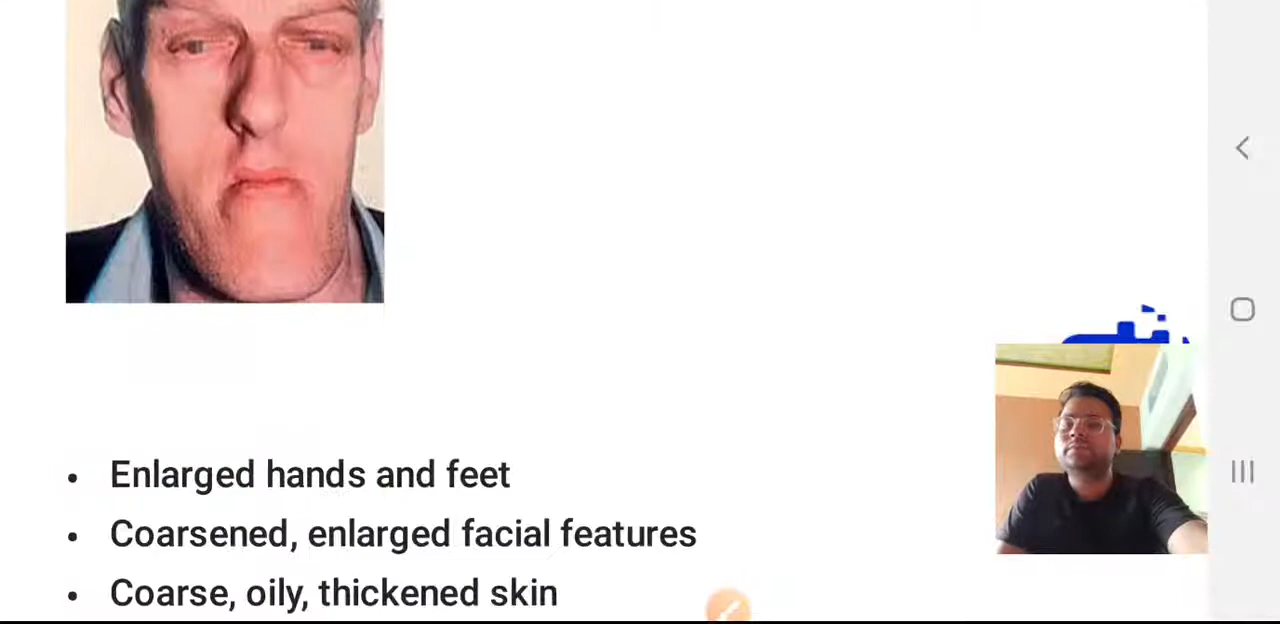 • Enlarged hands and feet
• Coarsened, enlarged facial features
• Coarse, oily, thickened skin